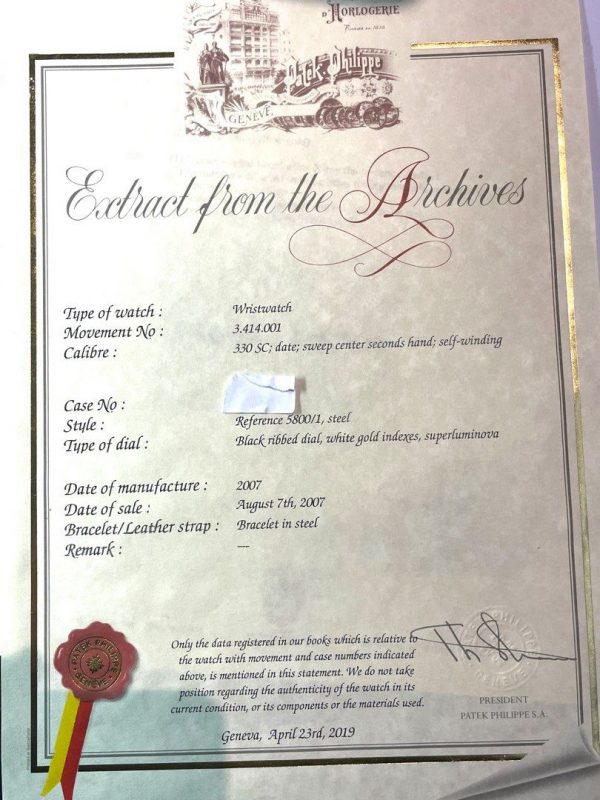 D'HORLOGERIE
PATEK PHILIPPE
GENÈVE
Extract from the Archives
Type of watch : Wristwatch
Movement No : 3.414.001
Calibre : 330 SC; date; sweep center seconds hand; self-winding
Case No :
Style : Reference 5800/1, steel
Type of dial : Black ribbed dial, white gold indexes, superluminova
Date of manufacture : 2007
Date of sale : August 7th, 2007
Bracelet/Leather strap : Bracelet in steel
Remark : —
Only the data registered in our books which is relative to
the watch with movement and case numbers indicated
above, is mentioned in this statement. We do not take
position regarding the authenticity of the watch in its
current condition, or its components or the materials used.
Geneva, April 23rd, 2019
PRESIDENT
PATEK PHILIPPE S.A.
PATEK PHILIPPE
GENEVE